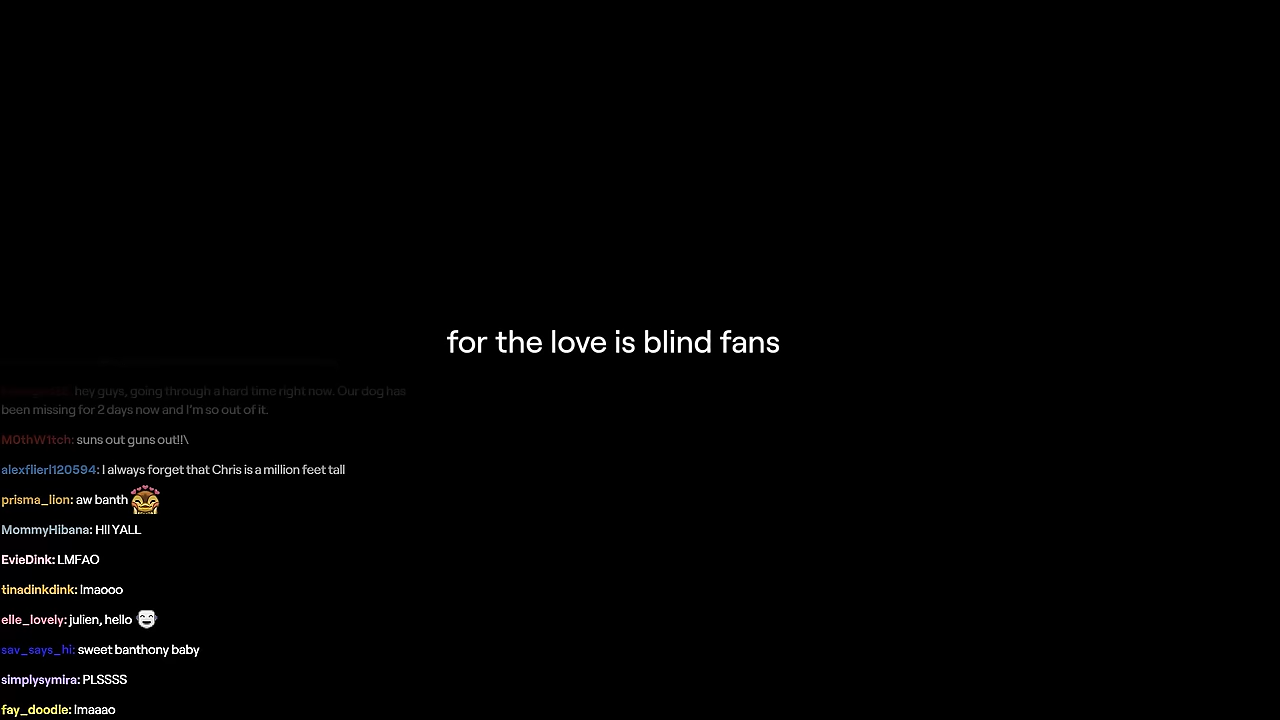 for the love is blind fans
hey guys, going through a hard time right now. Our dog has
been missing for 2 days now and I'm so out of it.
M0thW1tch: suns out guns out!!\
alexflierl120594: I always forget that Chris is a million feet tall
prisma_lion: aw banth
MommyHibana: HII YALL
EvieDink: LMFAO
tinadinkdink: lmaooo
elle_lovely: julien, hello
sav_says_hi: sweet banthony baby
simplysymira: PLSSSS
fay_doodle: lmaaao